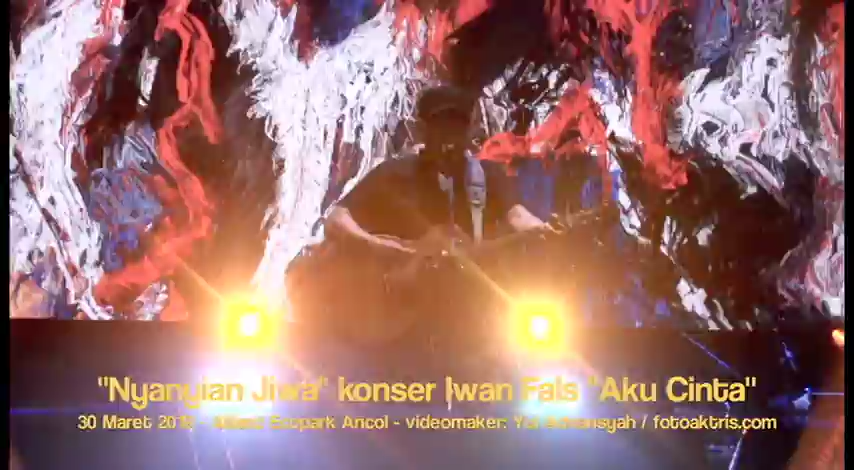 "Nyanyian Jiwa" konser Iwan Fals "Aku Cinta"
30 Maret Ecopark Ancol - videomaker: / fotoaktris.com